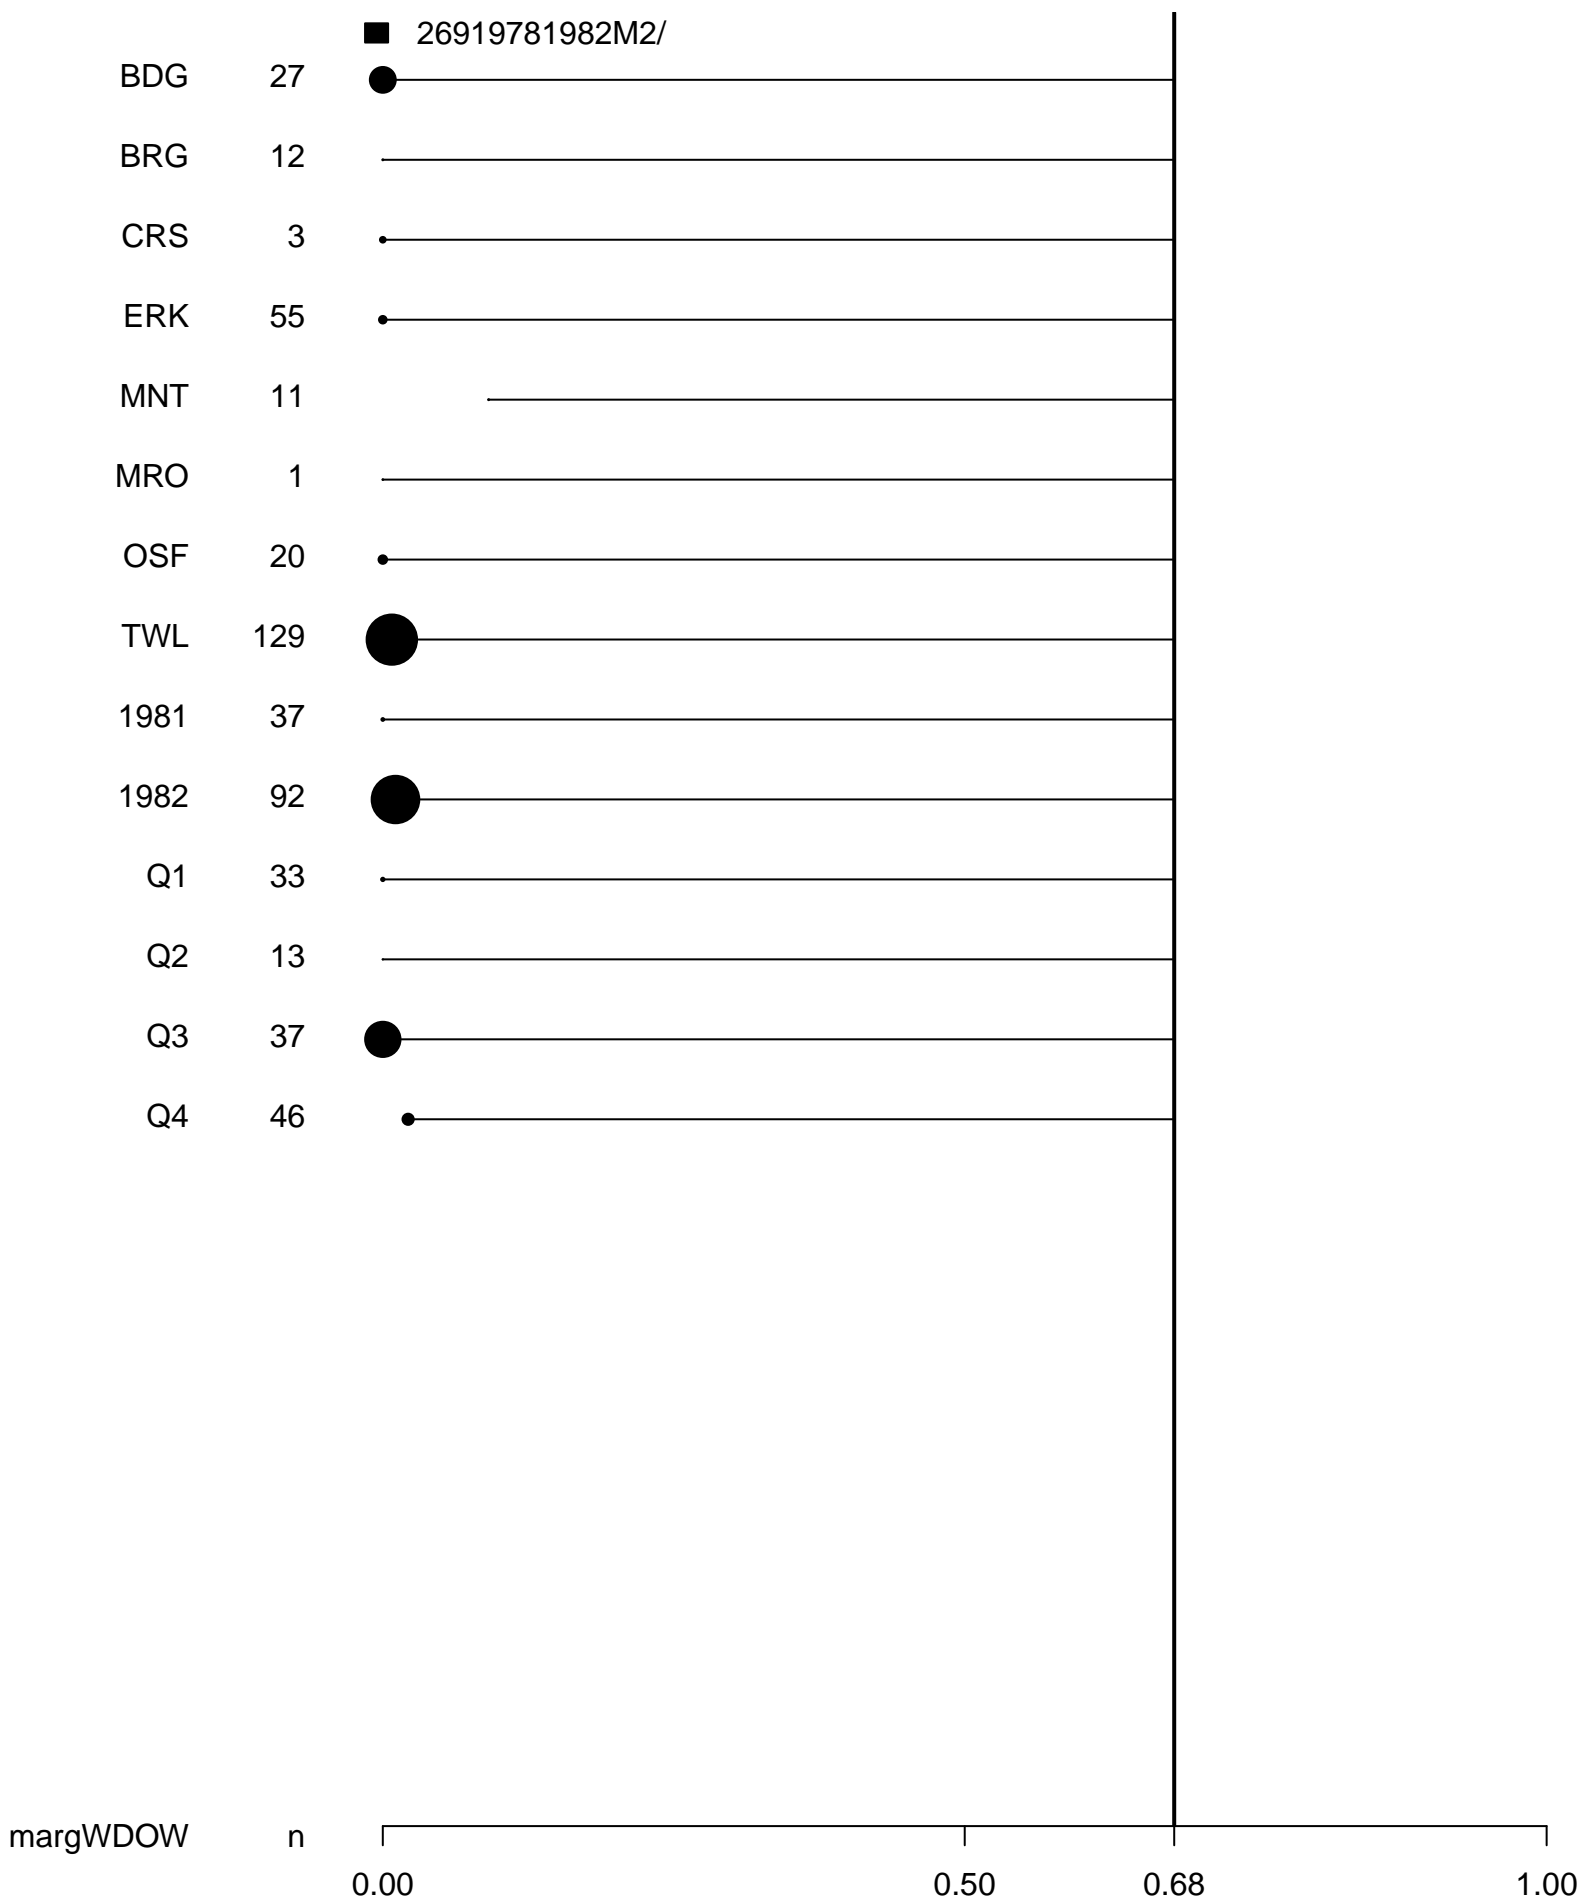 26919781982M2/
BDG 27
BRG 12
CRS 3
ERK 55
MNT 11
MRO 1
OSF 20
TWL 129
1981 37
1982 92
Q1 33
Q2 13
Q3 37
Q4 46
margWDOW n
0.00 0.50 0.68 1.00